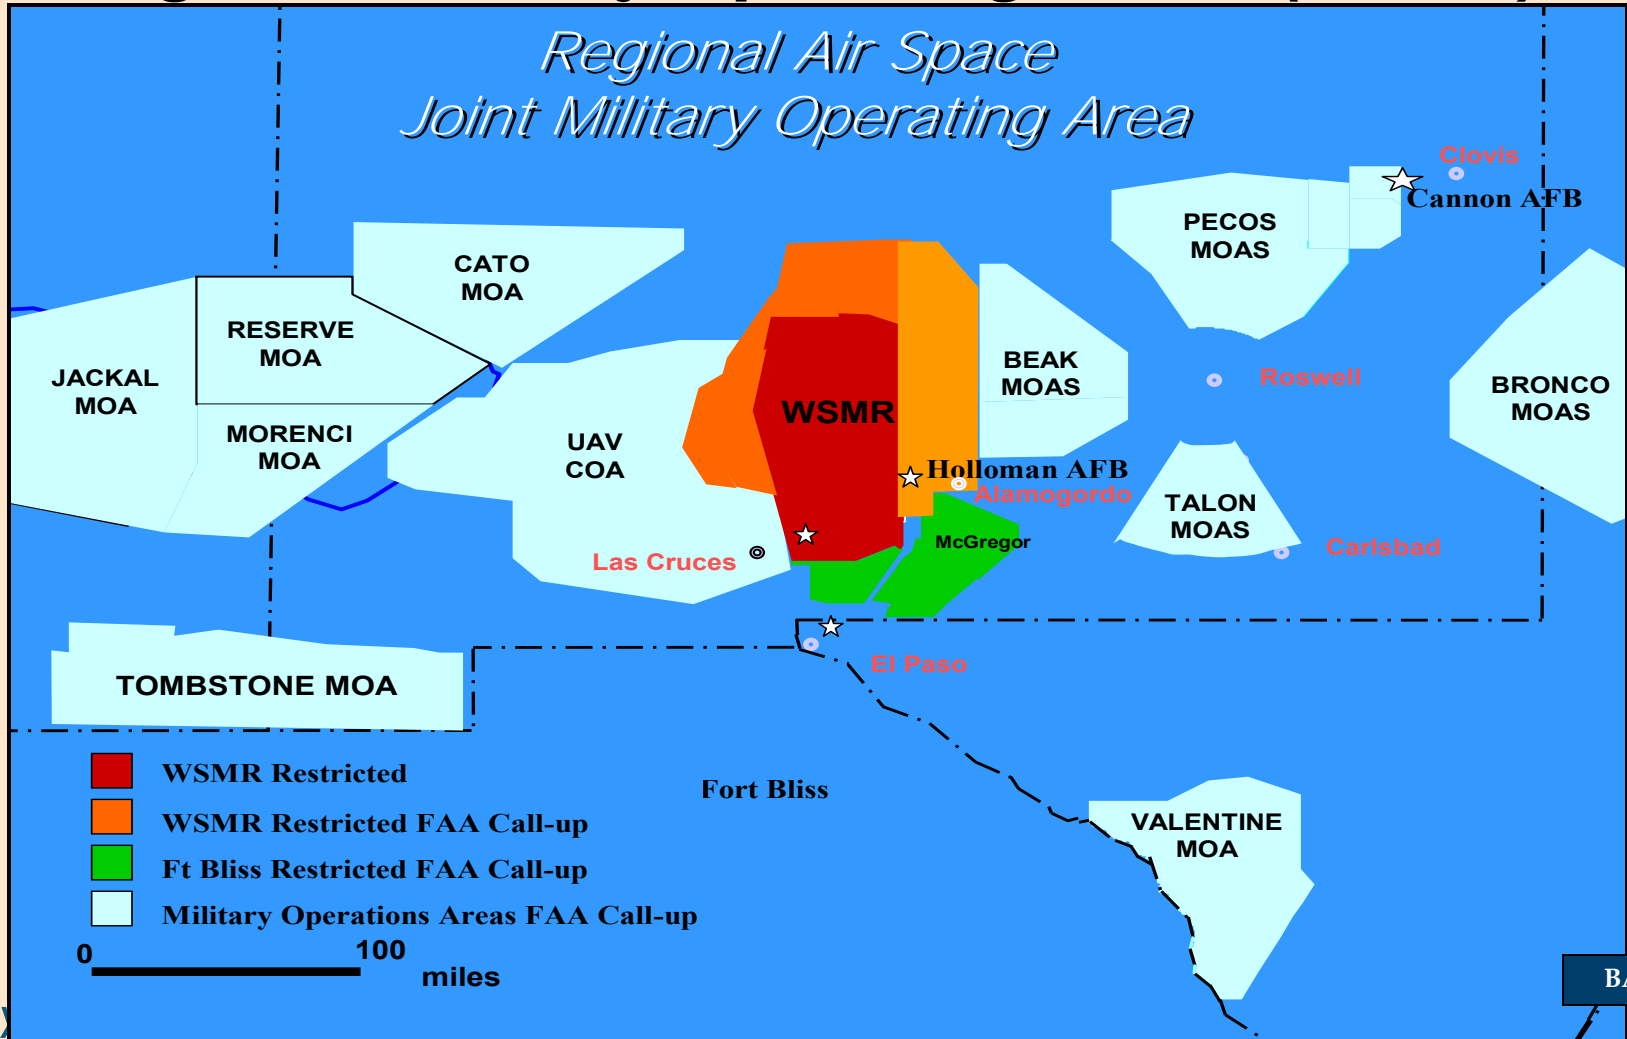 Regional Air Space
Joint Military Operating Area
Clovis
Cannon AFB
PECOS
MOAS
CATO
MOA
RESERVE
MOA
JACKAL
MOA
BEAK
MOAS
Roswell
BRONCO
MOAS
WSMR
MORENCI
MOA
UAV
COA
Holloman AFB
Alamogordo
TALON
MOAS
McGregor
Carlsbad
Las Cruces
El Paso
TOMBSTONE MOA
WSMR Restricted
Fort Bliss
WSMR Restricted FAA Call-up
VALENTINE
MOA
Ft Bliss Restricted FAA Call-up
Military Operations Areas FAA Call-up
0 100
miles